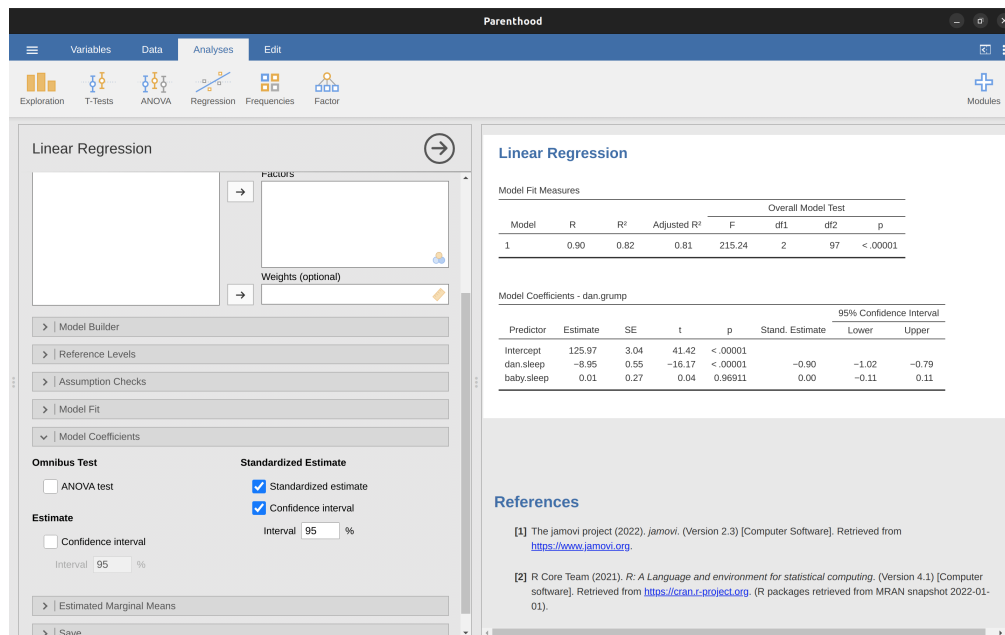 Parenthood
Variables Data Analyses Edit
Exploration T-Tests ANOVA Regression Frequencies Factor Modules
Linear Regression
Factors
Weights (optional)
Model Builder
Reference Levels
Assumption Checks
Model Fit
Model Coefficients
Omnibus Test Standardized Estimate
ANOVA test Standardized estimate
Confidence interval
Estimate
Interval 95 %
Confidence interval
Interval 95 %
Estimated Marginal Means
Save
Linear Regression
Model Fit Measures
Overall Model Test
Model R R² Adjusted R² F df1 df2 p
1 0.90 0.82 0.81 215.24 2 97 < .00001
Model Coefficients - dan.grump
95% Confidence Interval
Predictor Estimate SE t p Stand. Estimate Lower Upper
Intercept 125.97 3.04 41.42 < .00001
dan.sleep −8.95 0.55 −16.17 < .00001 −0.90 −1.02 −0.79
baby.sleep 0.01 0.27 0.04 0.96911 0.00 −0.11 0.11
References
[1] The jamovi project (2022). jamovi. (Version 2.3) [Computer Software]. Retrieved from
https://www.jamovi.org.
[2] R Core Team (2021). R: A Language and environment for statistical computing. (Version 4.1) [Computer
software]. Retrieved from https://cran.r-project.org. (R packages retrieved from MRAN snapshot 2022-01-
01).